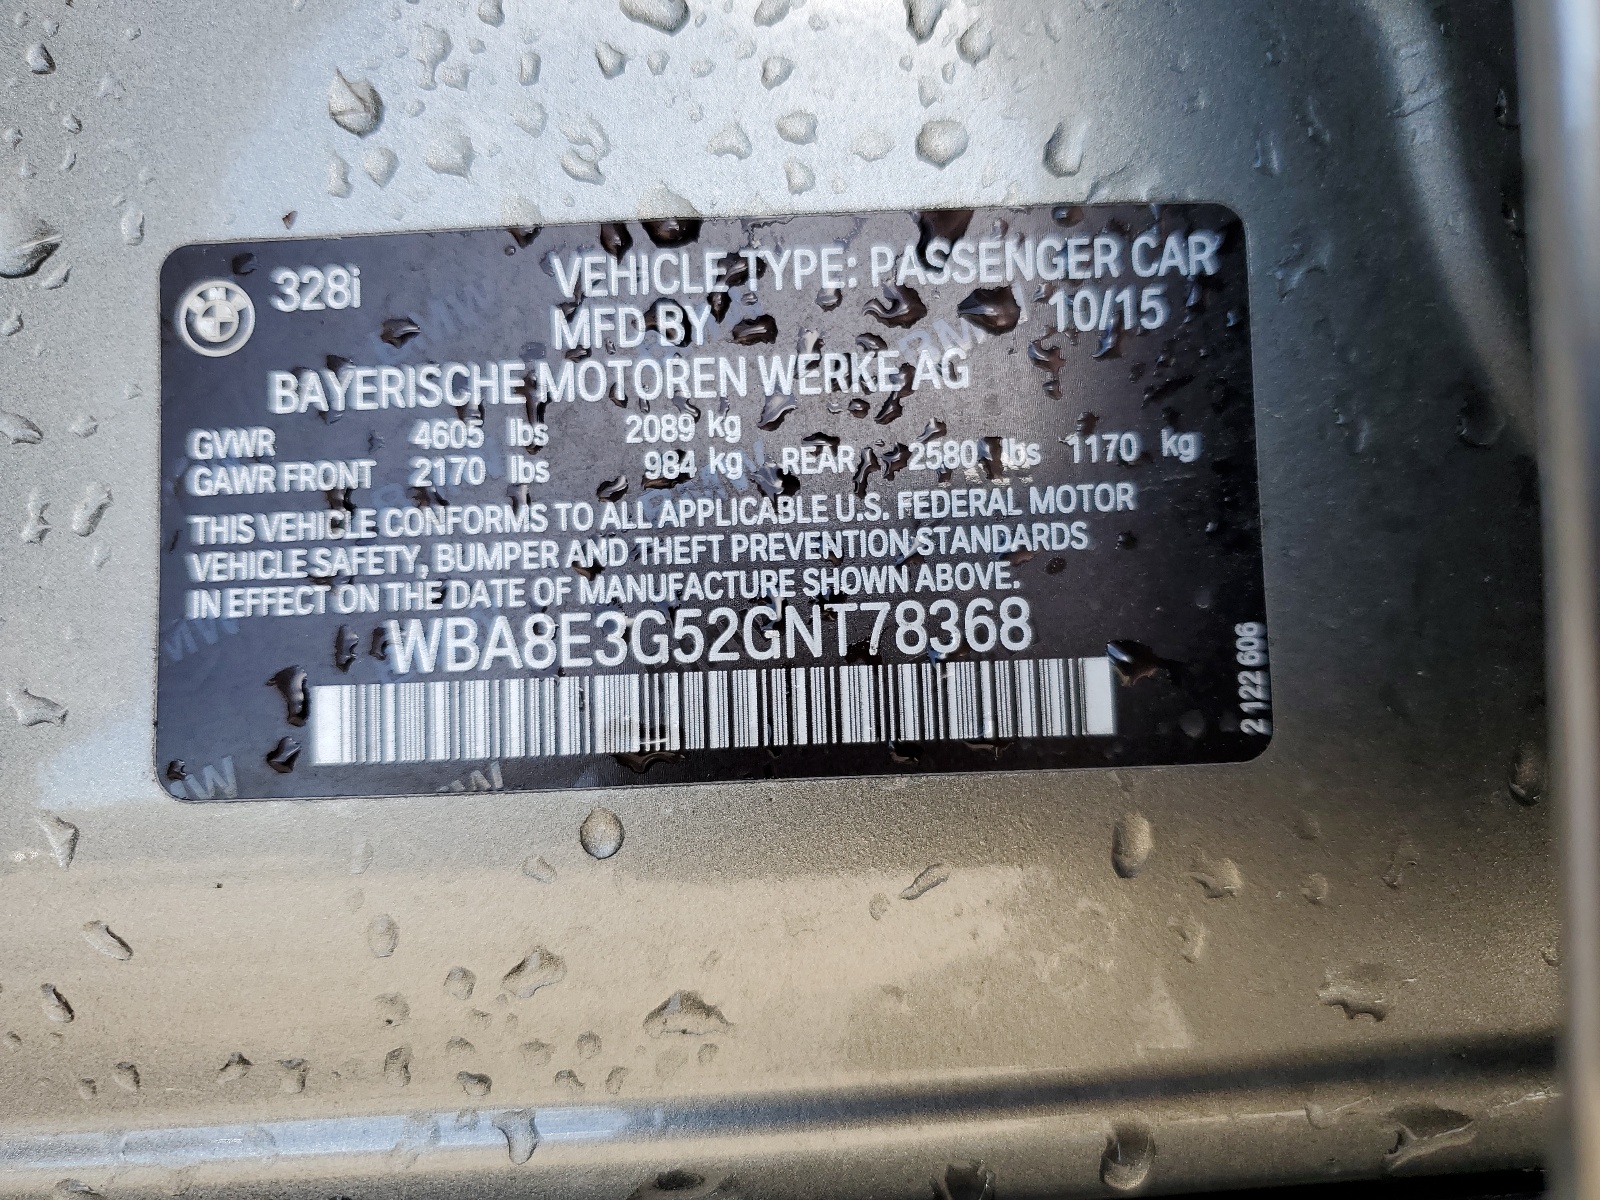 328i VEHICLE TYPE: PASSENGER CAR
MFD BY 10/15
BAYERISCHE MOTOREN WERKE AG
GVWR 4605 lbs 2089 kg
GAWR FRONT 2170 lbs 984 kg REAR 2580 lbs 1170 kg
THIS VEHICLE CONFORMS TO ALL APPLICABLE U.S. FEDERAL MOTOR
VEHICLE SAFETY, BUMPER AND THEFT PREVENTION STANDARDS
IN EFFECT ON THE DATE OF MANUFACTURE SHOWN ABOVE.
WBA8E3G52GNT78368
2 122 606